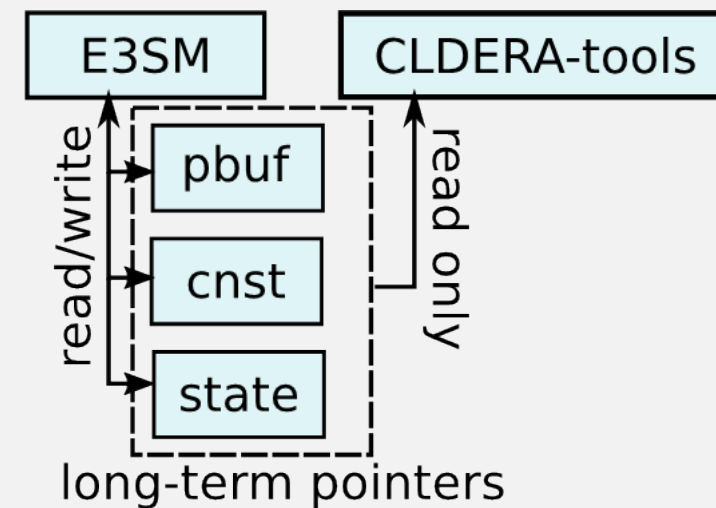 E3SM
CLDERA-tools
read/write
pbuf
cnst
state
read only
long-term pointers